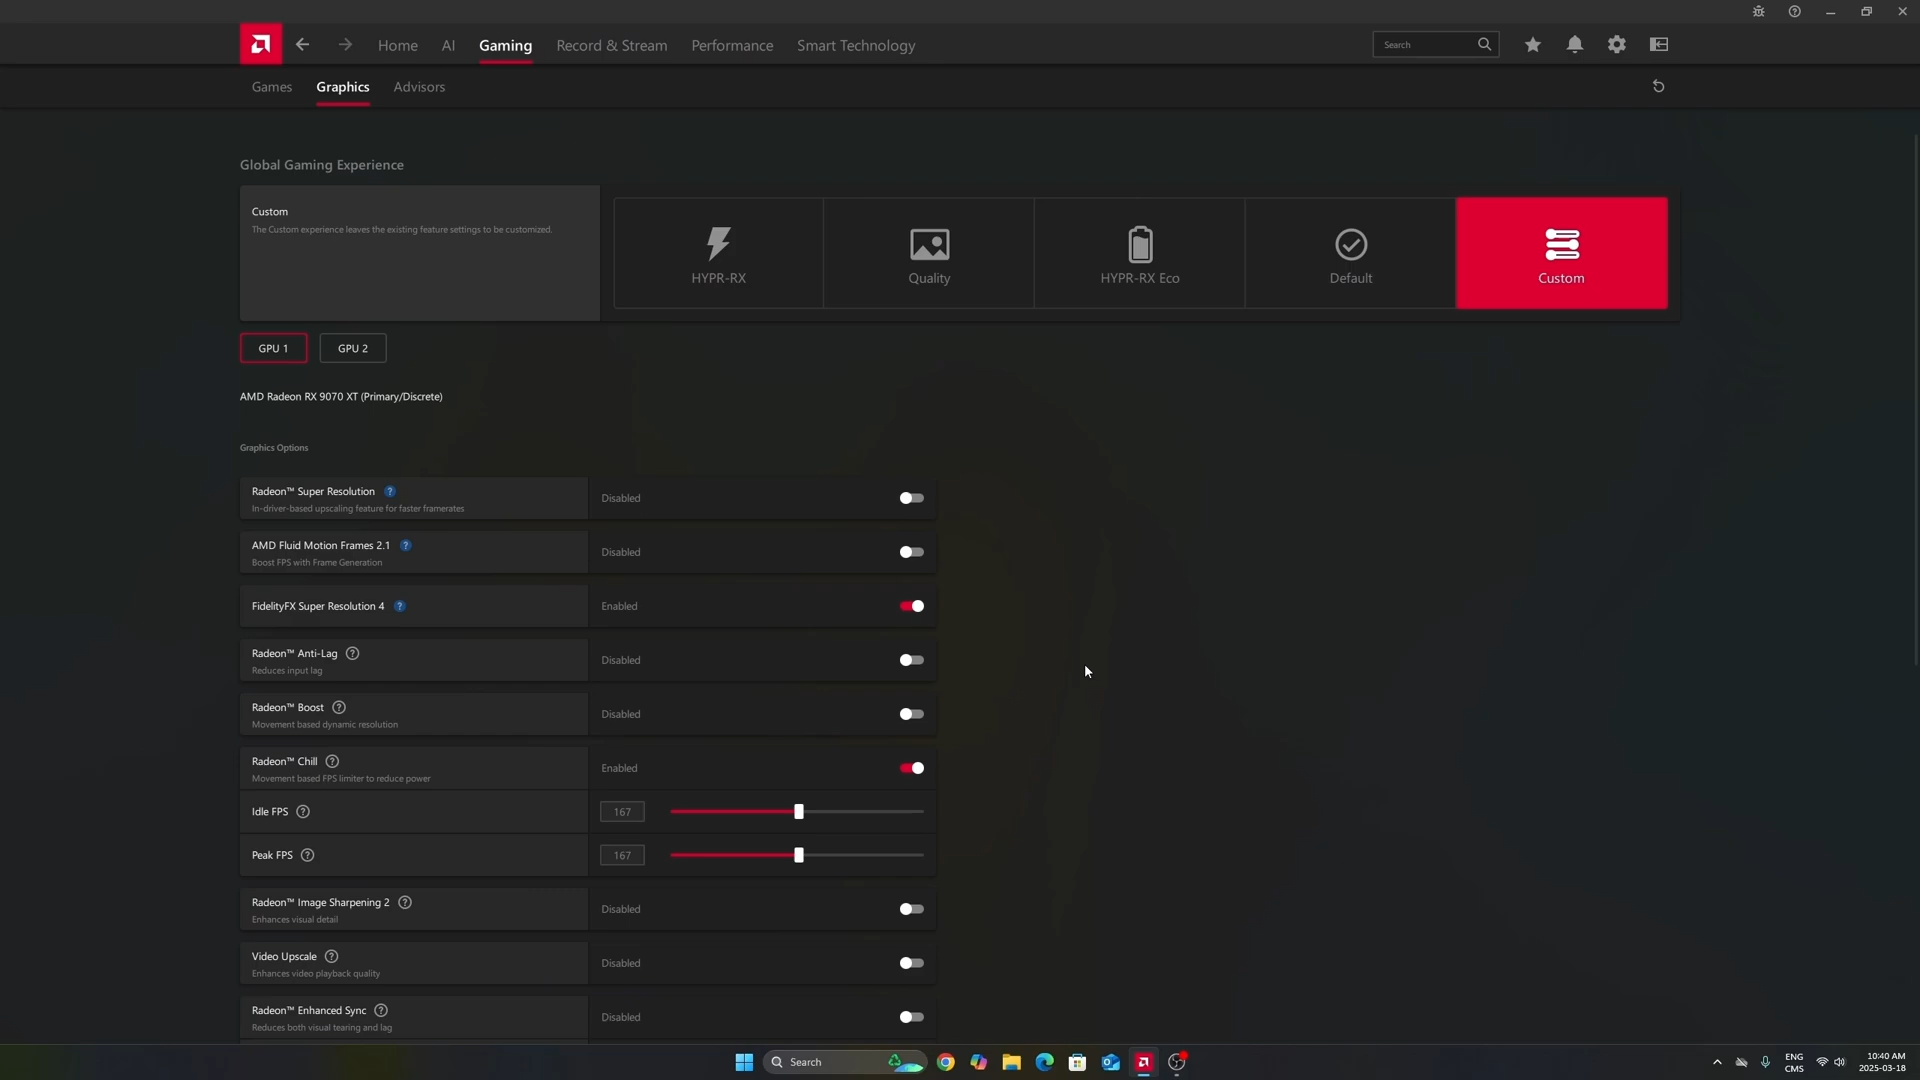 Home AI Gaming Record & Stream Performance Smart Technology Search
Games Graphics Advisors
Global Gaming Experience
Custom
The Custom experience leaves the existing feature settings to be customized.
HYPR-RX
Quality
HYPR-RX Eco
Default
Custom
GPU 1 GPU 2
AMD Radeon RX 9070 XT (Primary/Discrete)
Graphics Options
Radeon™ Super Resolution ?
In-driver-based upscaling feature for faster framerates
Disabled
AMD Fluid Motion Frames 2.1 ?
Boost FPS with Frame Generation
Disabled
FidelityFX Super Resolution 4 ?
Enabled
Radeon™ Anti-Lag ?
Reduces input lag
Disabled
Radeon™ Boost ?
Movement based dynamic resolution
Disabled
Radeon™ Chill ?
Movement based FPS limiter to reduce power
Enabled
Idle FPS ? 167
Peak FPS ? 167
Radeon™ Image Sharpening 2 ?
Enhances visual detail
Disabled
Video Upscale ?
Enhances video playback quality
Disabled
Radeon™ Enhanced Sync ?
Reduces both visual tearing and lag
Disabled
Search
ENG
CMS
10:40 AM
2025-03-18